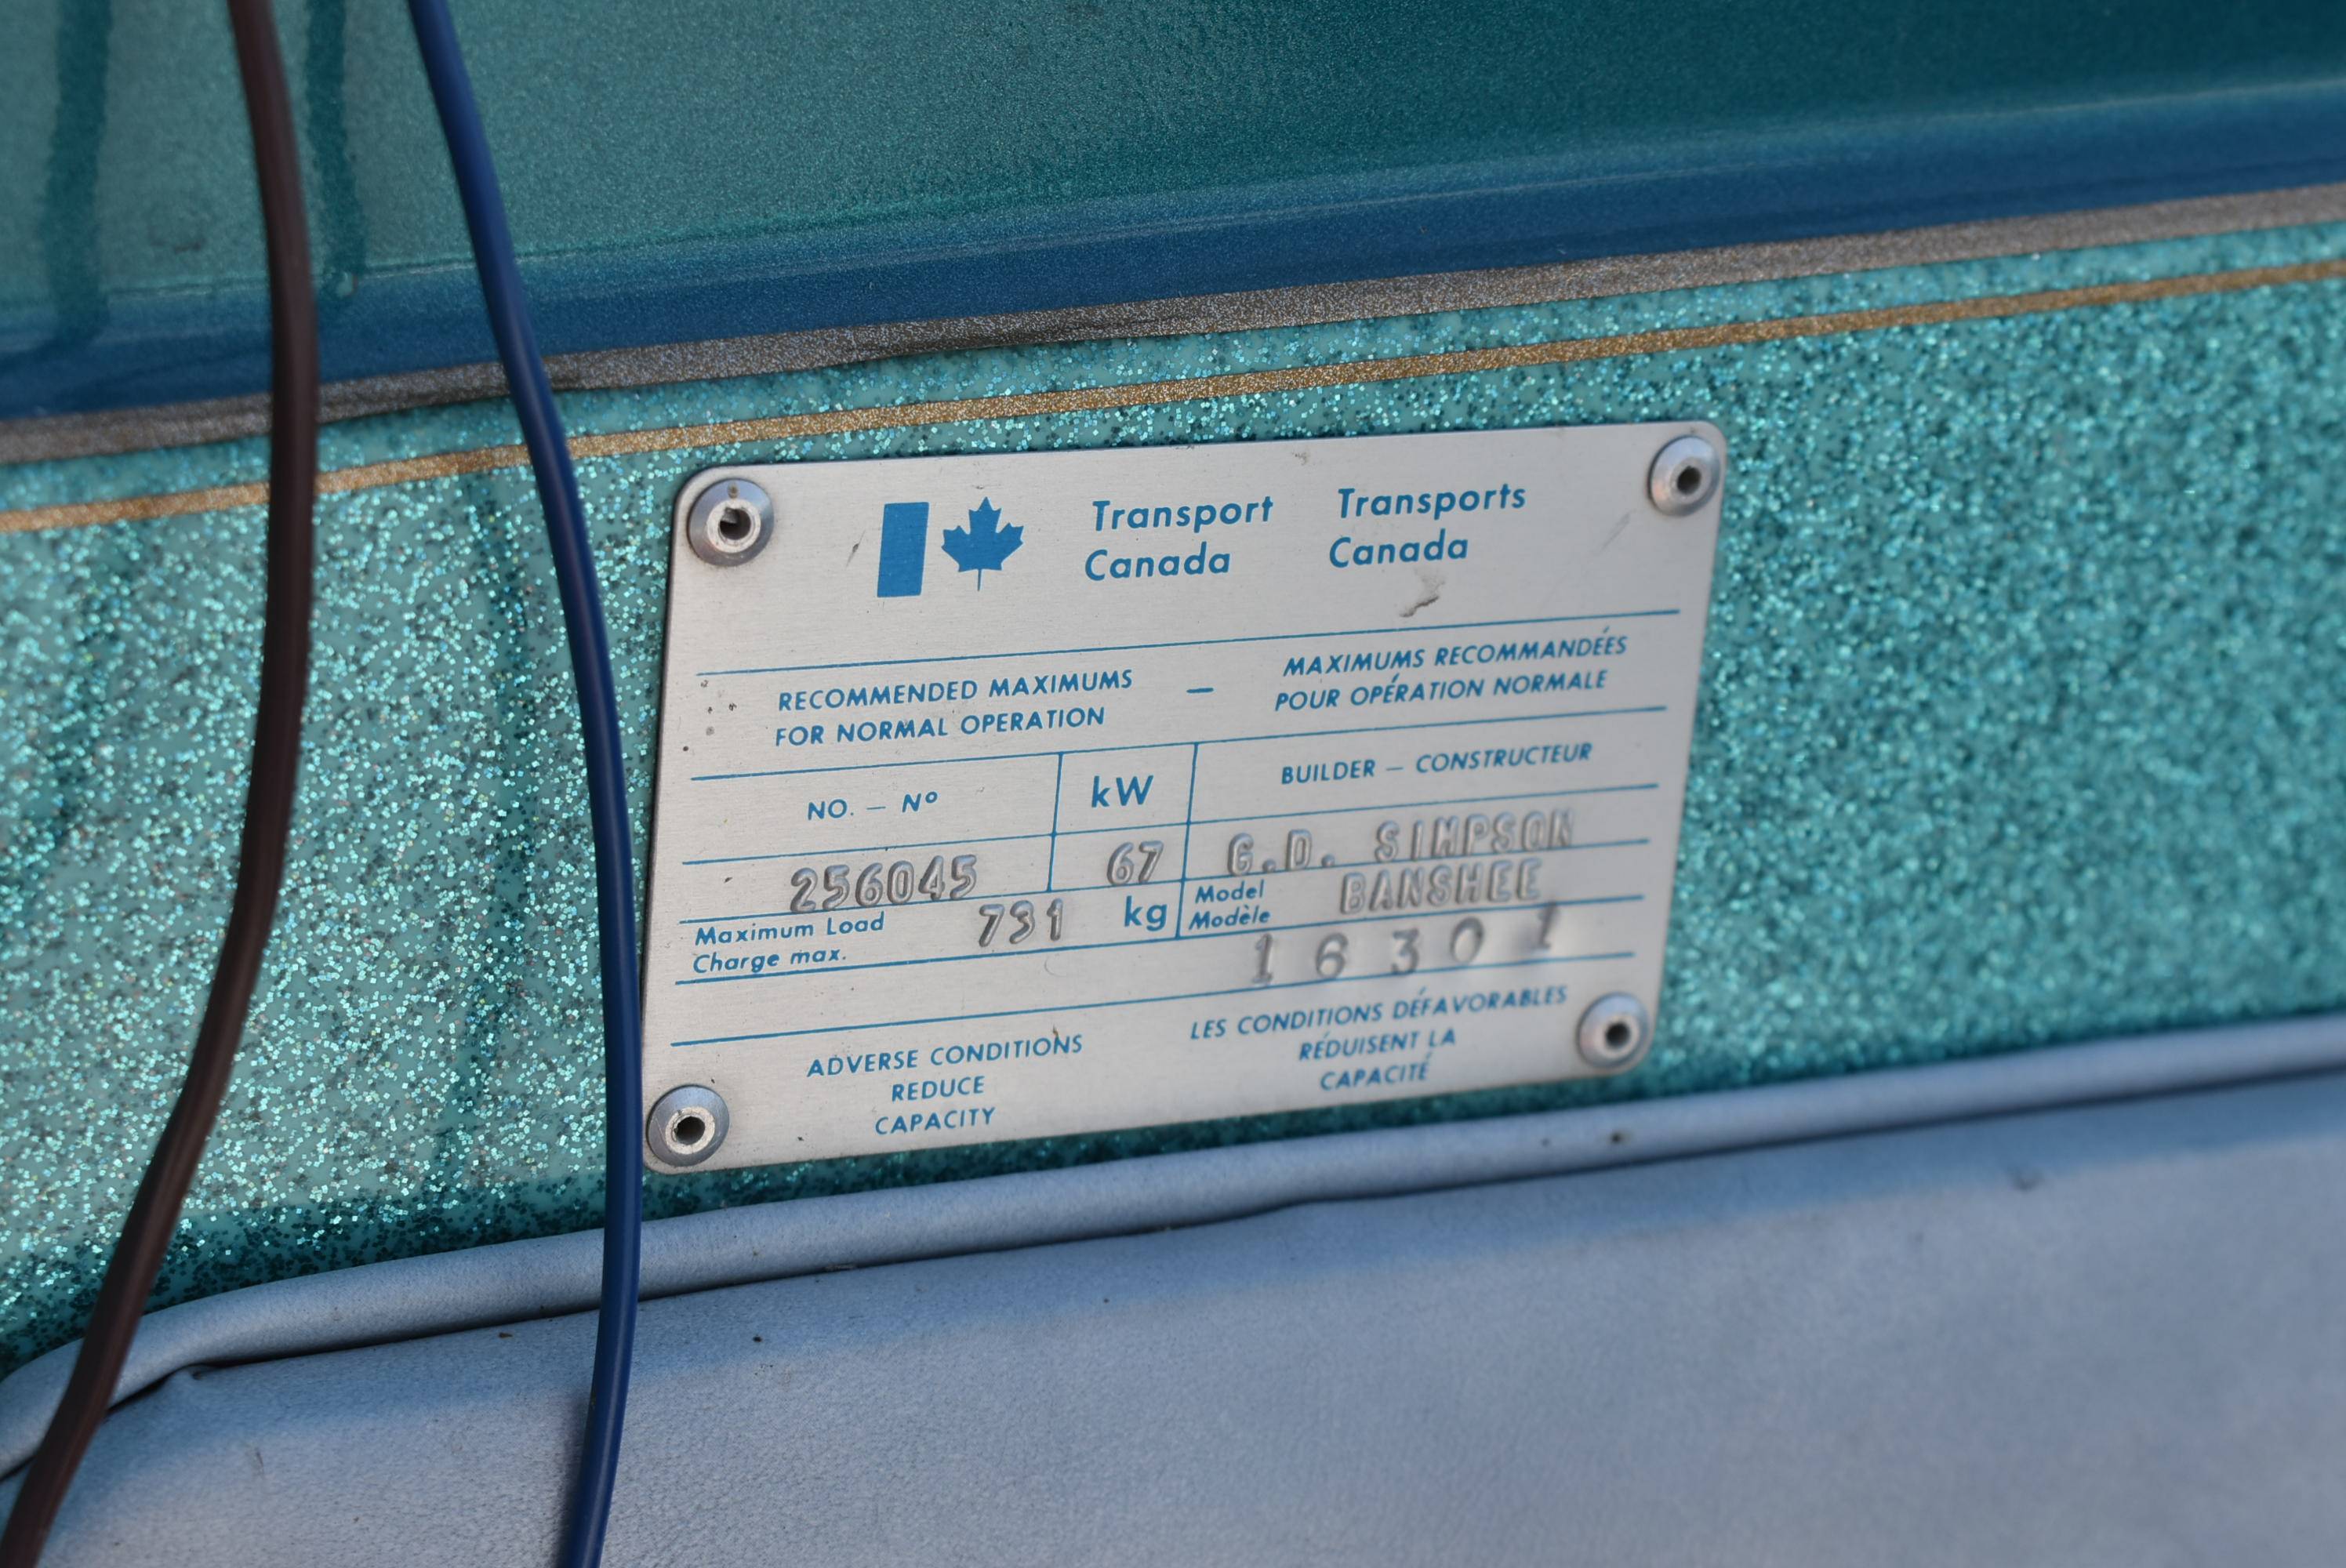 Transport Canada
Transports Canada
RECOMMENDED MAXIMUMS
FOR NORMAL OPERATION
—
MAXIMUMS RECOMMANDÉES
POUR OPÉRATION NORMALE
NO. — Nº
kW
BUILDER — CONSTRUCTEUR
256045
67
G.D. SIMPSON
Maximum Load
Charge max.
731 kg
Model
Modèle
BANSHEE
16301
ADVERSE CONDITIONS
REDUCE
CAPACITY
LES CONDITIONS DÉFAVORABLES
RÉDUISENT LA
CAPACITÉ